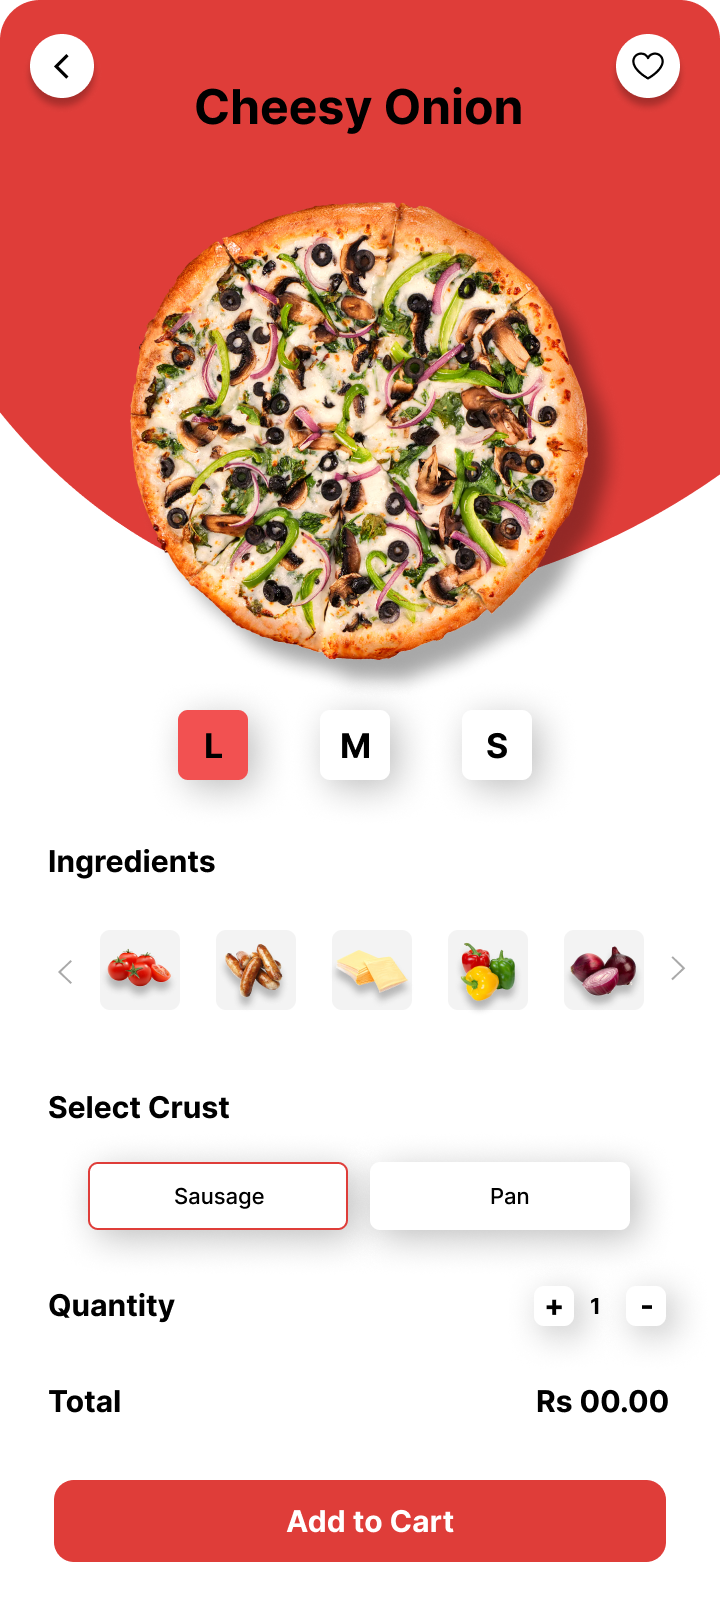 Cheesy Onion
L M S
Ingredients
Select Crust
Sausage Pan
Quantity + 1 -
Total Rs 00.00
Add to Cart